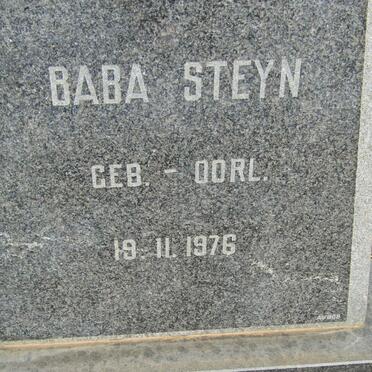 BABA STEYN
GEB. - OORL.
19-11.1976